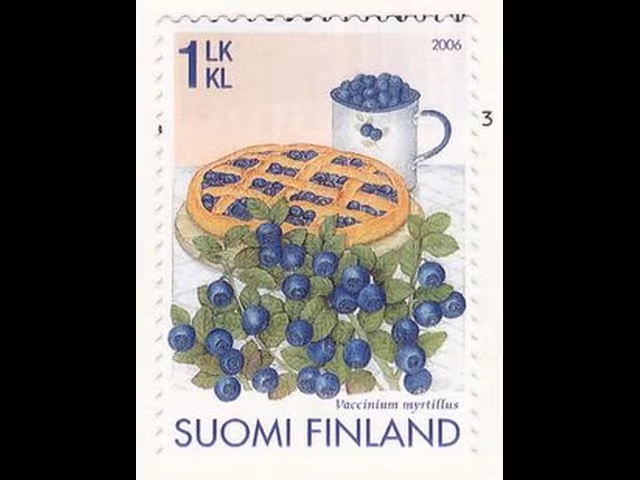 1 LK
KL
2006
3
Vaccinium myrtillus
SUOMI FINLAND